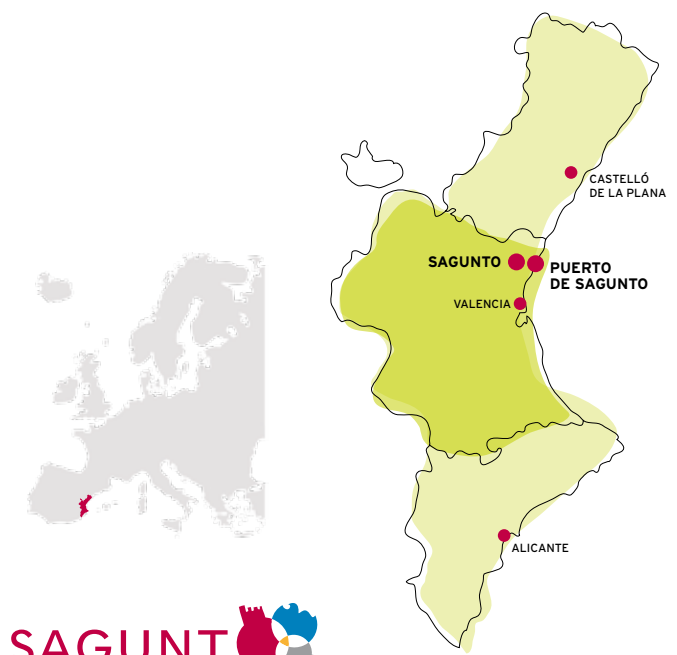 CASTELLÓ
DE LA PLANA
SAGUNTO
PUERTO
DE SAGUNTO
VALENCIA
ALICANTE
SAGUNT